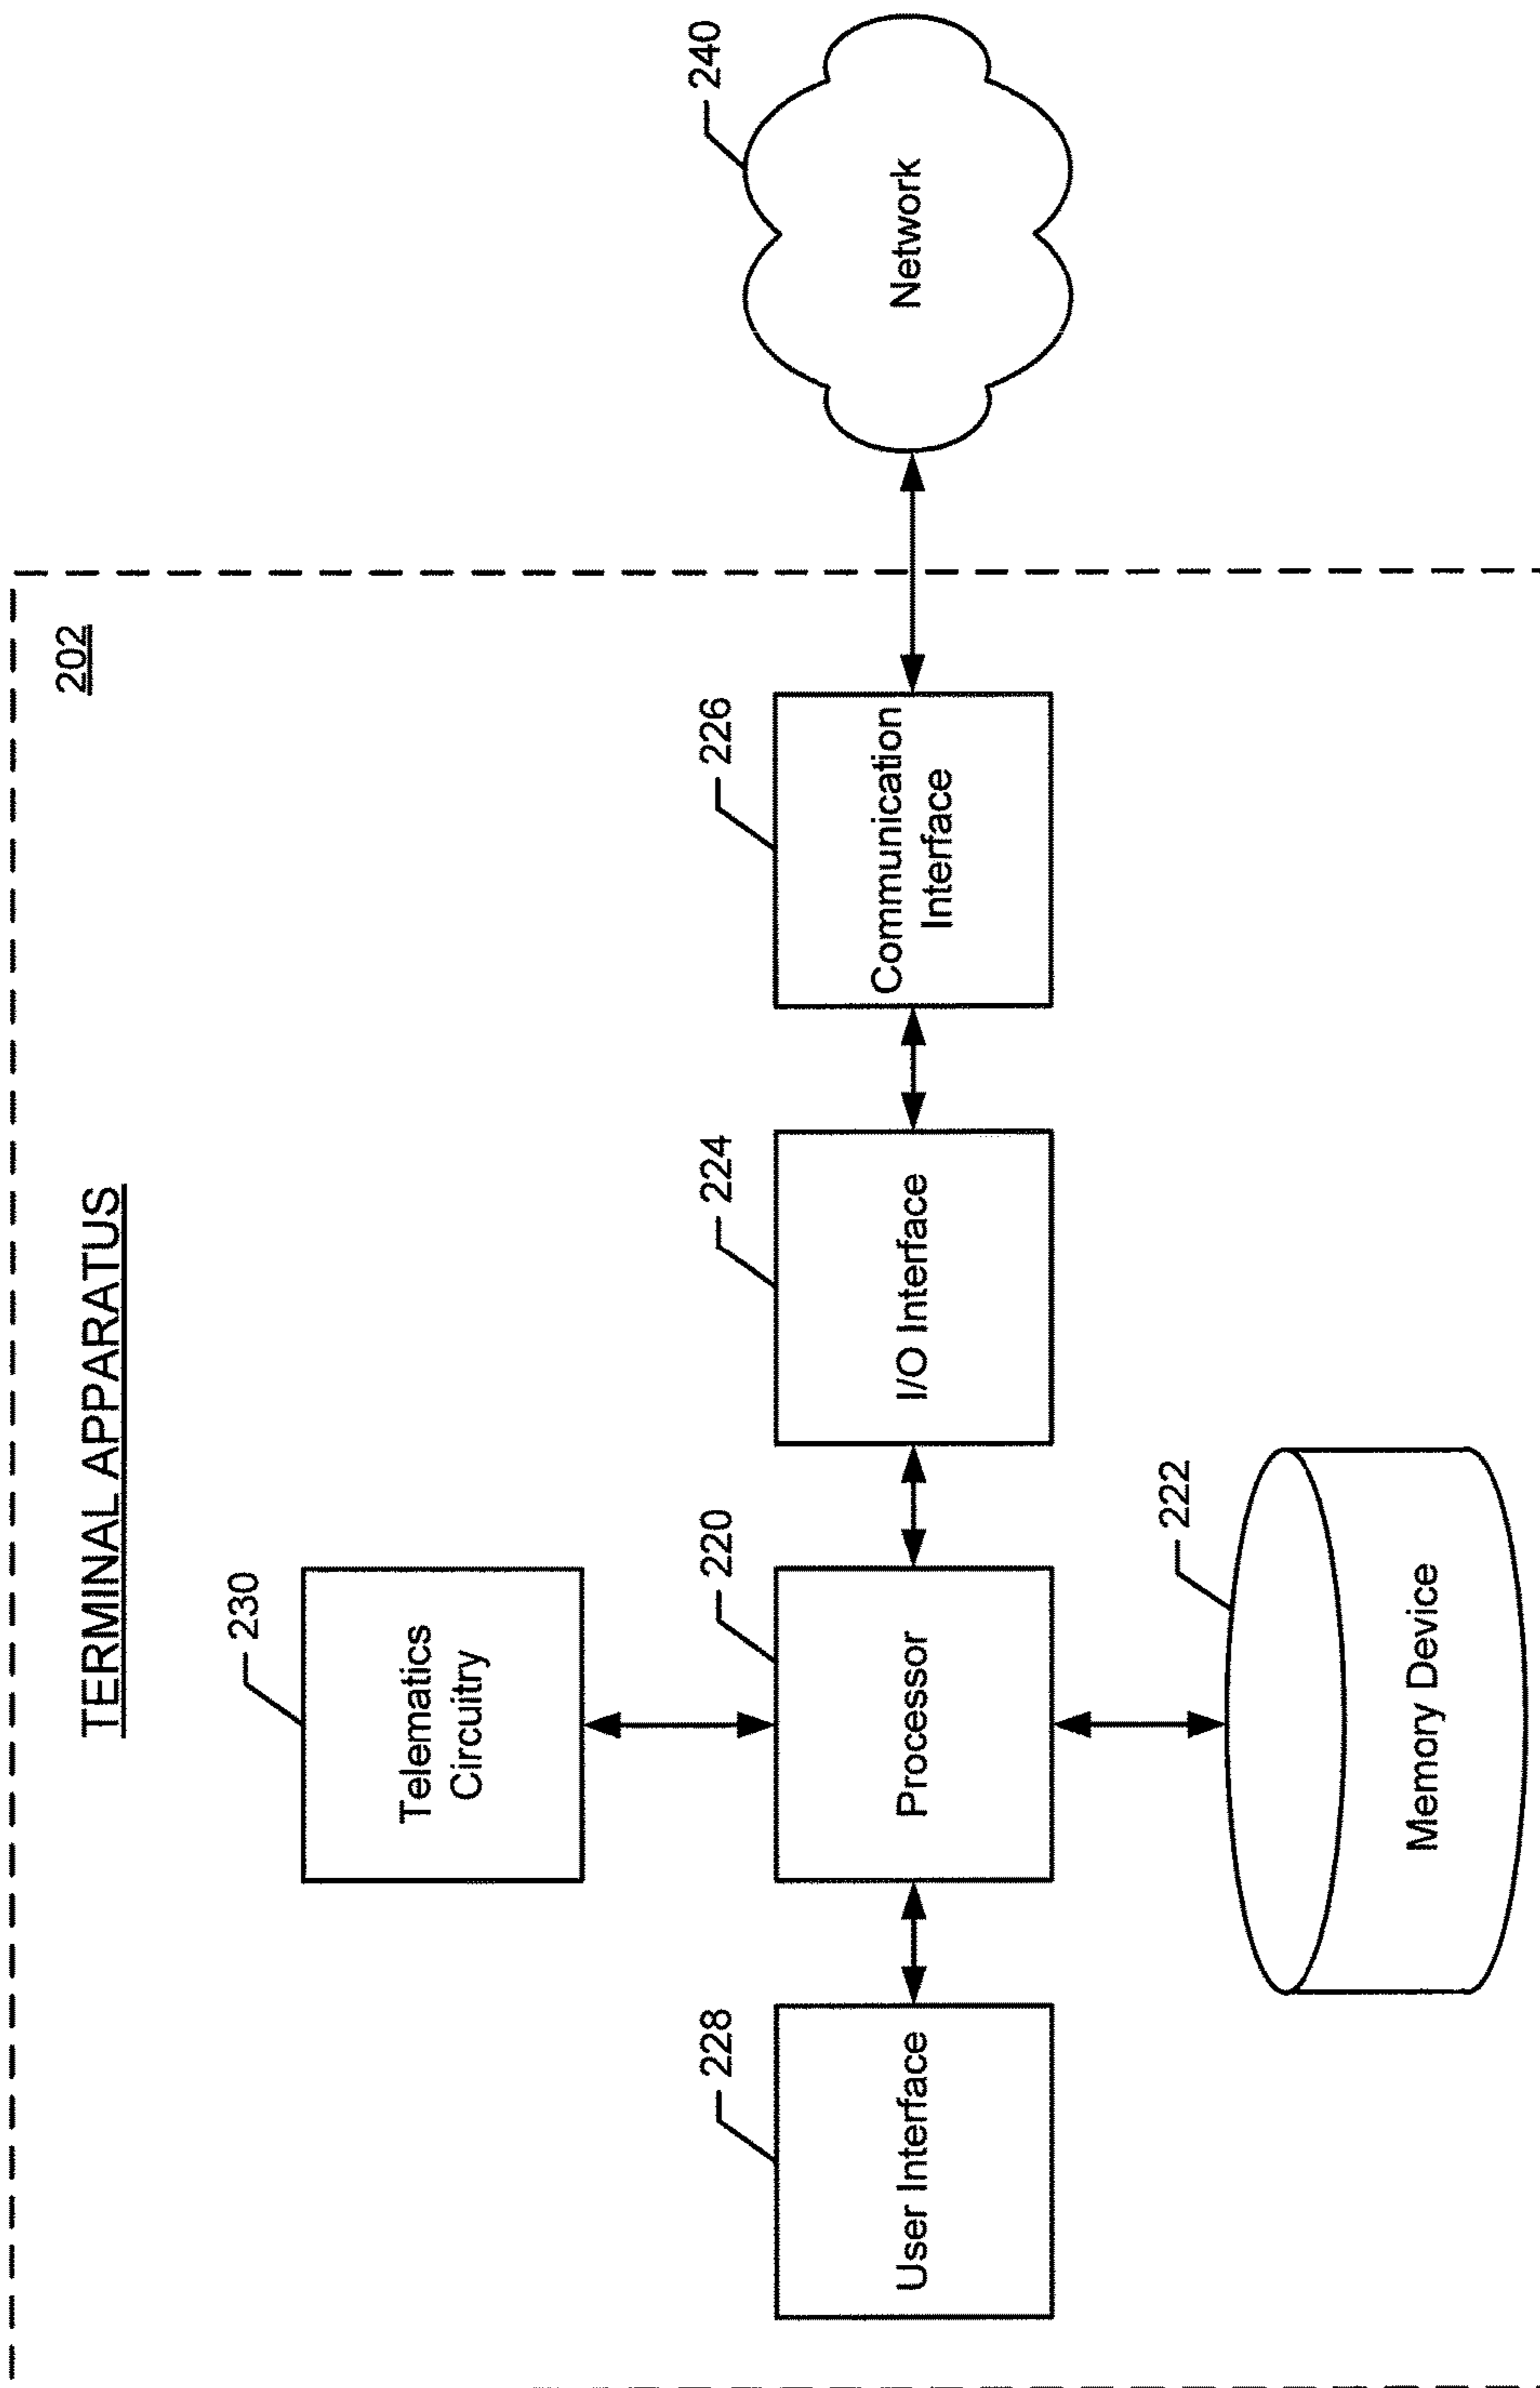 TERMINAL APPARATUS
202
230
Telematics
Circuitry
228
User Interface
220
Processor
224
I/O Interface
226
Communication
Interface
240
Network
222
Memory Device